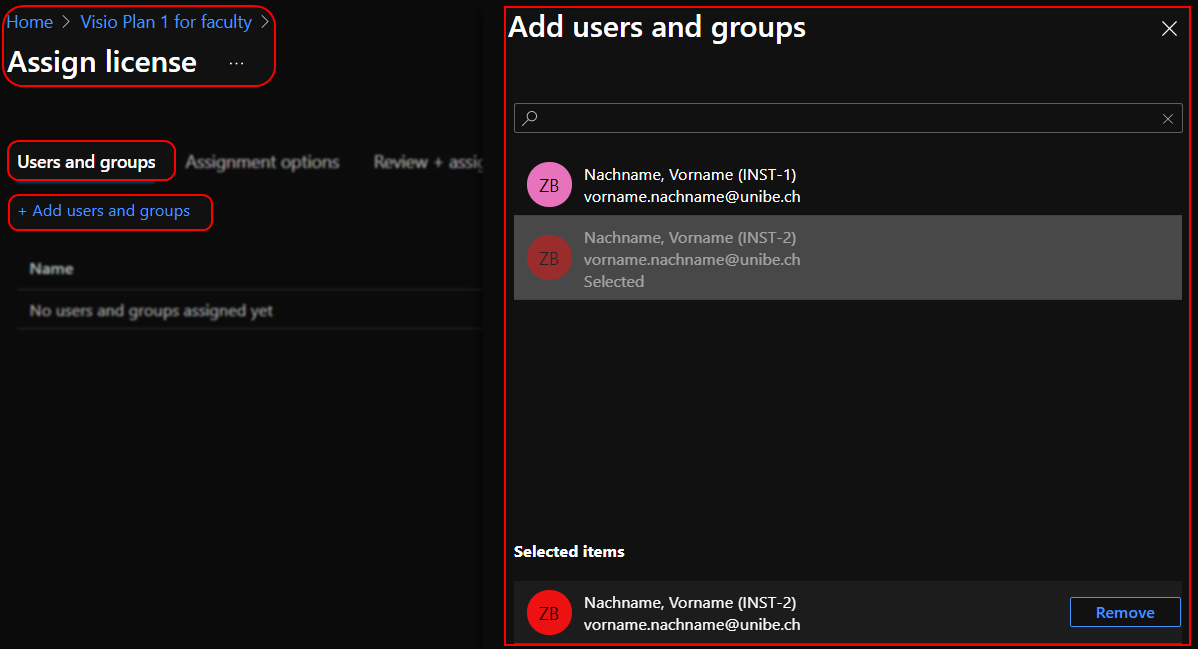 Home > Visio Plan 1 for faculty >
Assign license ...
Users and groups Assignment options Review +
+ Add users and groups
Name
No users and groups assigned yet
Add users and groups
ZB
Nachname, Vorname (INST-1)
vorname.nachname@unibe.ch
ZB
Nachname, Vorname (INST-2)
vorname.nachname@unibe.ch
Selected
Selected items
ZB
Nachname, Vorname (INST-2)
vorname.nachname@unibe.ch
Remove